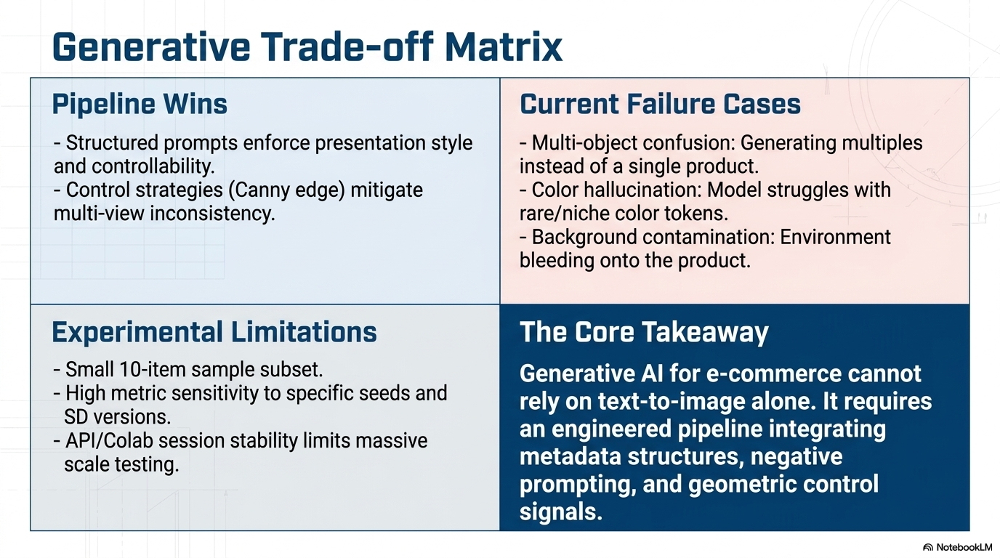 Generative Trade-off Matrix
Pipeline Wins
- Structured prompts enforce presentation style
and controllability.
- Control strategies (Canny edge) mitigate
multi-view inconsistency.
Current Failure Cases
- Multi-object confusion: Generating multiples
instead of a single product.
- Color hallucination: Model struggles with
rare/niche color tokens.
- Background contamination: Environment
bleeding onto the product.
Experimental Limitations
- Small 10-item sample subset.
- High metric sensitivity to specific seeds and
SD versions.
- API/Colab session stability limits massive
scale testing.
The Core Takeaway
Generative AI for e-commerce cannot
rely on text-to-image alone. It requires
an engineered pipeline integrating
metadata structures, negative
prompting, and geometric control
signals.
NotebookLM